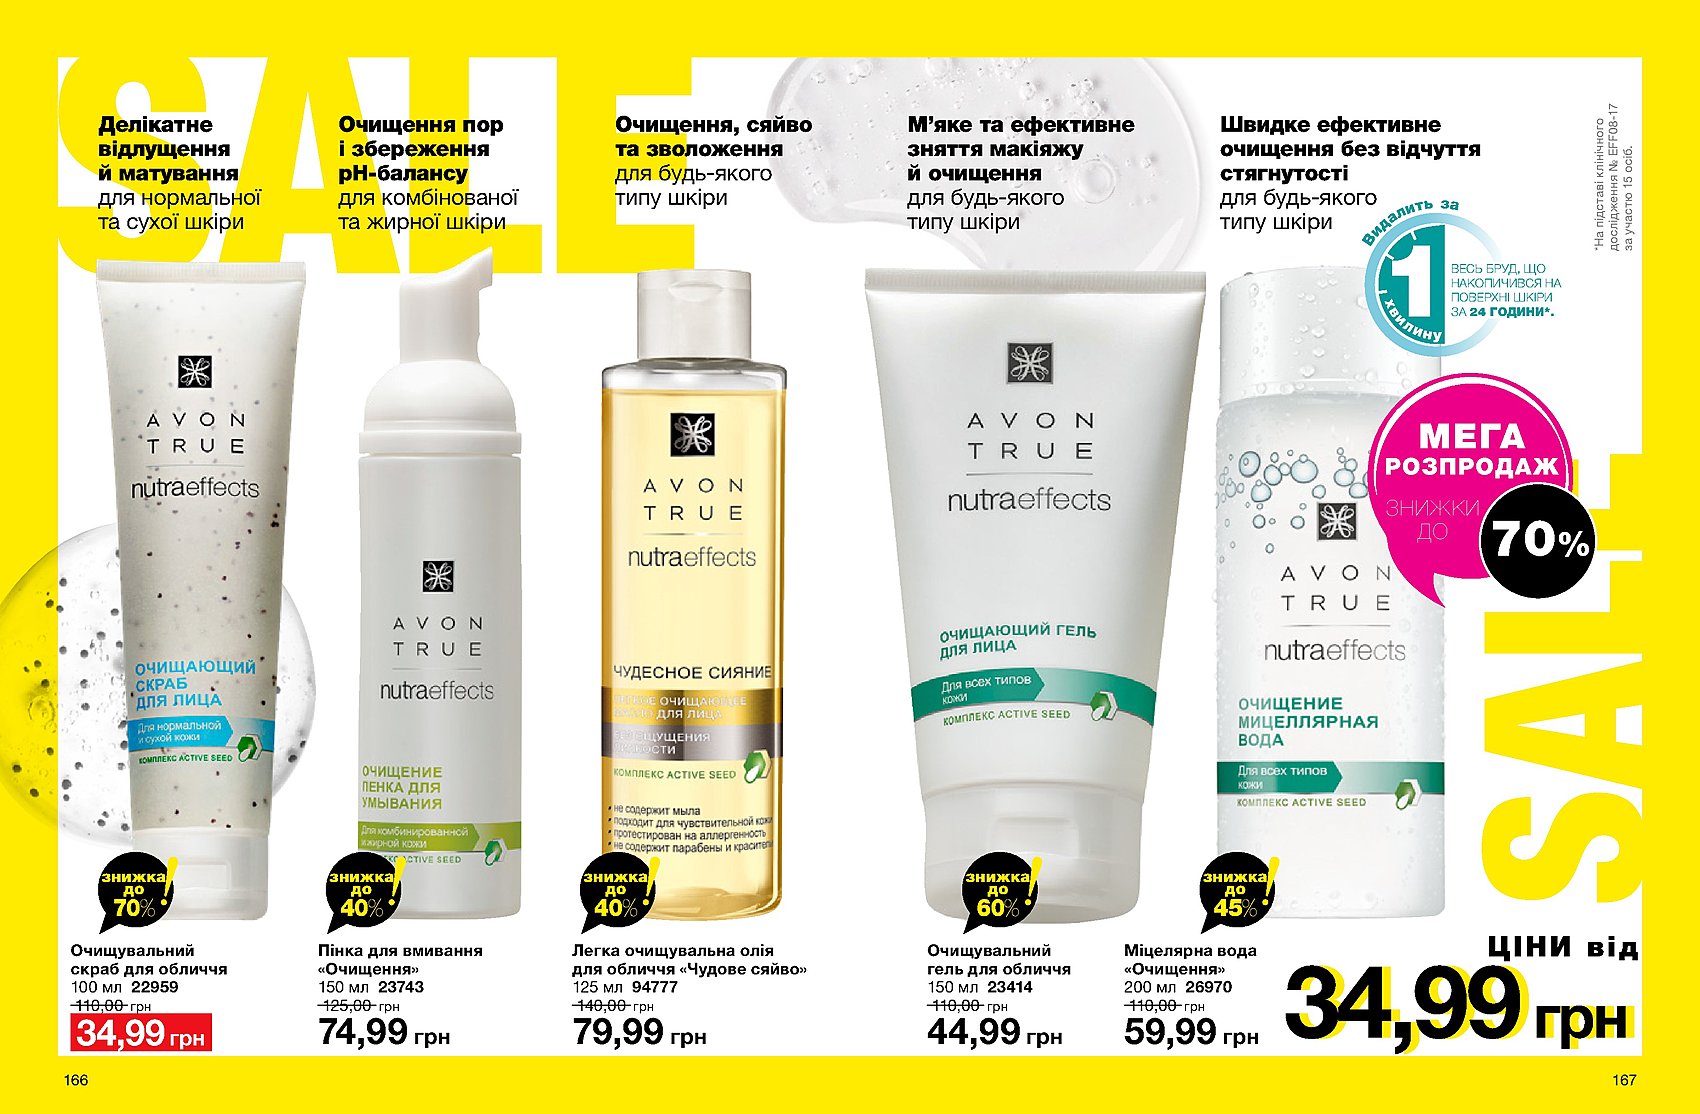 SALE
Делікатне
відлущення
й матування
для нормальної
та сухої шкіри
Очищення пор
і збереження
рН-балансу
для комбінованої
та жирної шкіри
Очищення, сяйво
та зволоження
для будь-якого
типу шкіри
М’яке та ефективне
зняття макіяжу
й очищення
для будь-якого
типу шкіри
Швидке ефективне
очищення без відчуття
стягнутості
для будь-якого
типу шкіри
Видалить за
1
хвилину
ВЕСЬ БРУД, ЩО
НАКОПИЧИВСЯ НА
ПОВЕРХНІ ШКІРИ
ЗА 24 ГОДИНИ*.
*На підставі клінічного
дослідження № EFF08-17
за участю 15 осіб.
AVON
TRUE
nutraeffects
ОЧИЩАЮЩИЙ
СКРАБ
ДЛЯ ЛИЦА
Для нормальной
и сухой кожи
КОМПЛЕКС ACTIVE SEED
AVON
TRUE
nutraeffects
ОЧИЩЕНИЕ
ПЕНКА ДЛЯ
УМЫВАНИЯ
Для комбинированной
и жирной кожи
ACTIVE SEED
AVON
TRUE
nutraeffects
ЧУДЕСНОЕ СИЯНИЕ
ЛЕГКОЕ ОЧИЩАЮЩЕЕ
МАСЛО ДЛЯ ЛИЦА
БЕЗ ОЩУЩЕНИЯ
КОМПЛЕКС ACTIVE SEED
• не содержит мыла
• подходит для чувствительной кожи
• протестирован на аллергенность
• не содержит парабены и красители
AVON
TRUE
nutraeffects
ОЧИЩАЮЩИЙ ГЕЛЬ
ДЛЯ ЛИЦА
Для всех типов
кожи
КОМПЛЕКС ACTIVE SEED
AVON
TRUE
nutraeffects
ОЧИЩЕНИЕ
МИЦЕЛЛЯРНАЯ
ВОДА
Для всех типов
кожи
КОМПЛЕКС ACTIVE SEED
МЕГА
РОЗПРОДАЖ
ЗНИЖКИ
ДО
70%
SALE
знижка
до
70%!
знижка
до
40%!
знижка
до
40%!
знижка
до
60%!
знижка
до
45%!
Очищувальний
скраб для обличчя
100 мл 22959
110,00 грн
34,99 грн
Пінка для вмивання
«Очищення»
150 мл 23743
125,00 грн
74,99 грн
Легка очищувальна олія
для обличчя «Чудове сяйво»
125 мл 94777
140,00 грн
79,99 грн
Очищувальний
гель для обличчя
150 мл 23414
110,00 грн
44,99 грн
Міцелярна вода
«Очищення»
200 мл 26970
110,00 грн
59,99 грн
ЦІНИ від
34,99 грн
166
167